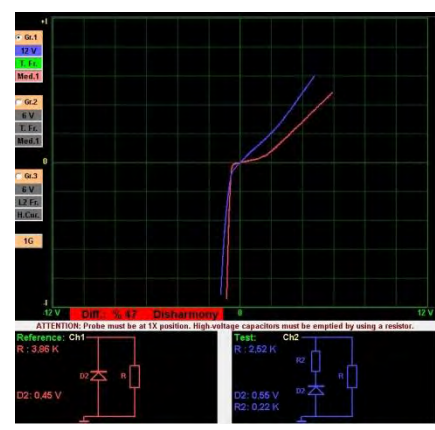 +I
Gr.1
12 V
T. Fr.
Med.1
Gr.2
6 V
T. Fr.
Med.1
0
Gr.3
6 V
L2 Fr.
H.Cur.
1G
-I
-12 V
Diff.: % 47 Disharmony
0
12 V
ATTENTION: Probe must be at 1X position. High-voltage capacitors must be emptied by using a resistor.
Reference: Ch1
R : 3,86 K
D2
R
D2: 0,45 V
Test: Ch2
R : 2,52 K
R2
D2
R
D2: 0.55 V
R2: 0,22 K